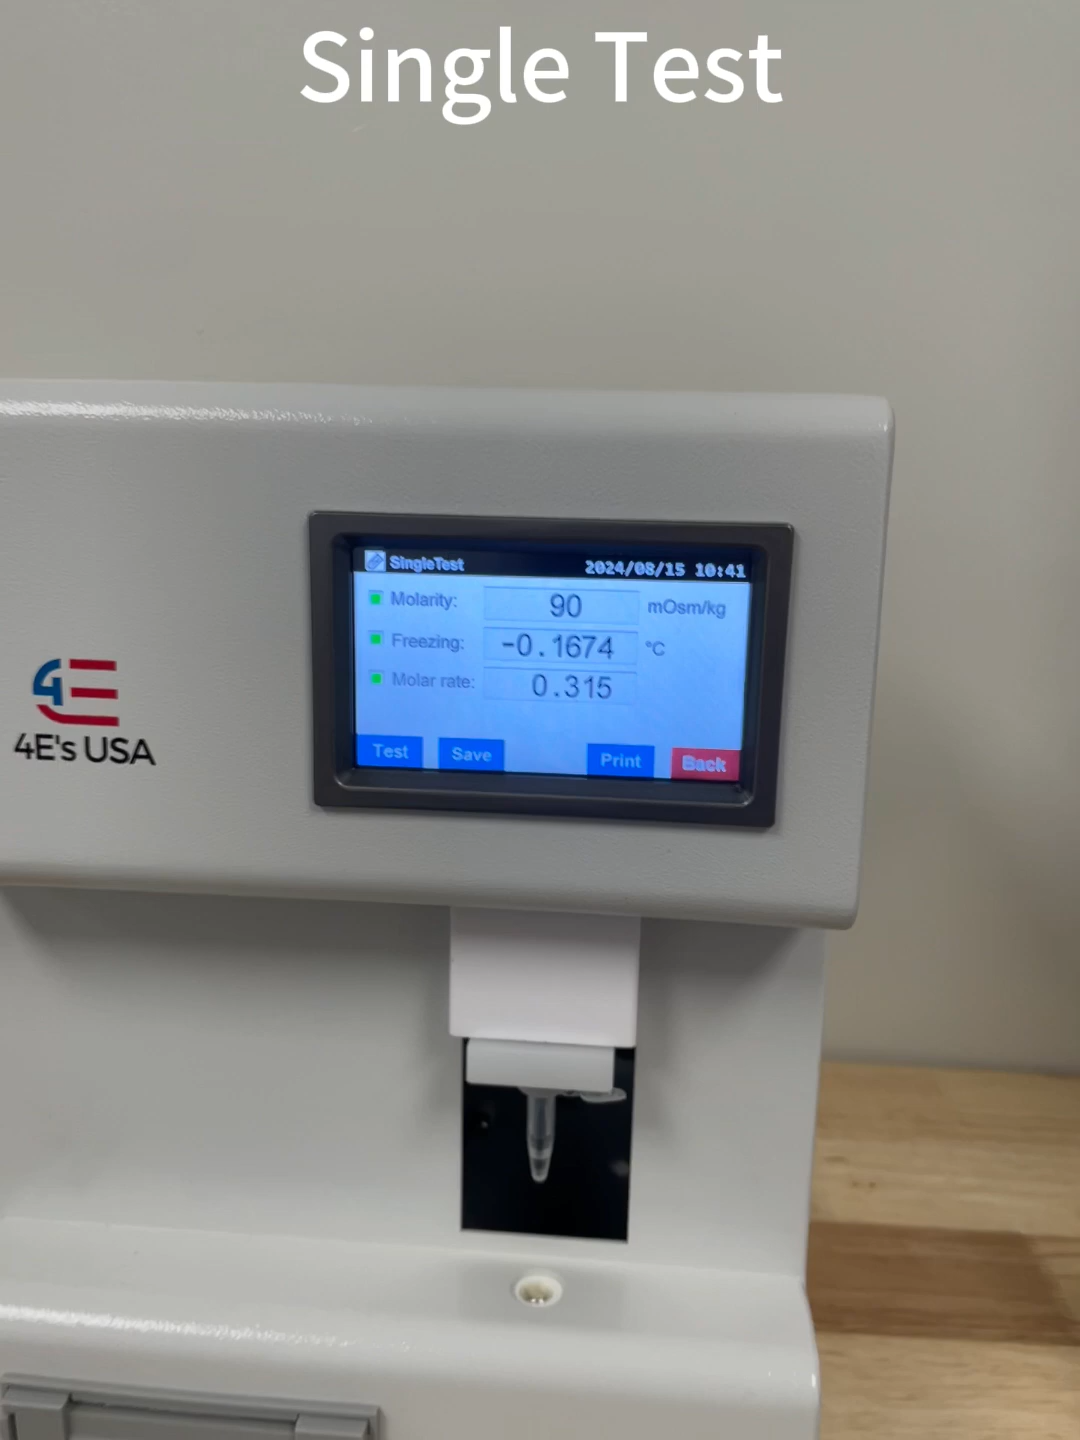 Single Test
SingleTest 2024/08/15 10:41
Molarity: 90 mOsm/kg
Freezing: -0.1674 °C
Molar rate: 0.315
Test Save Print Back
4E
4E's USA